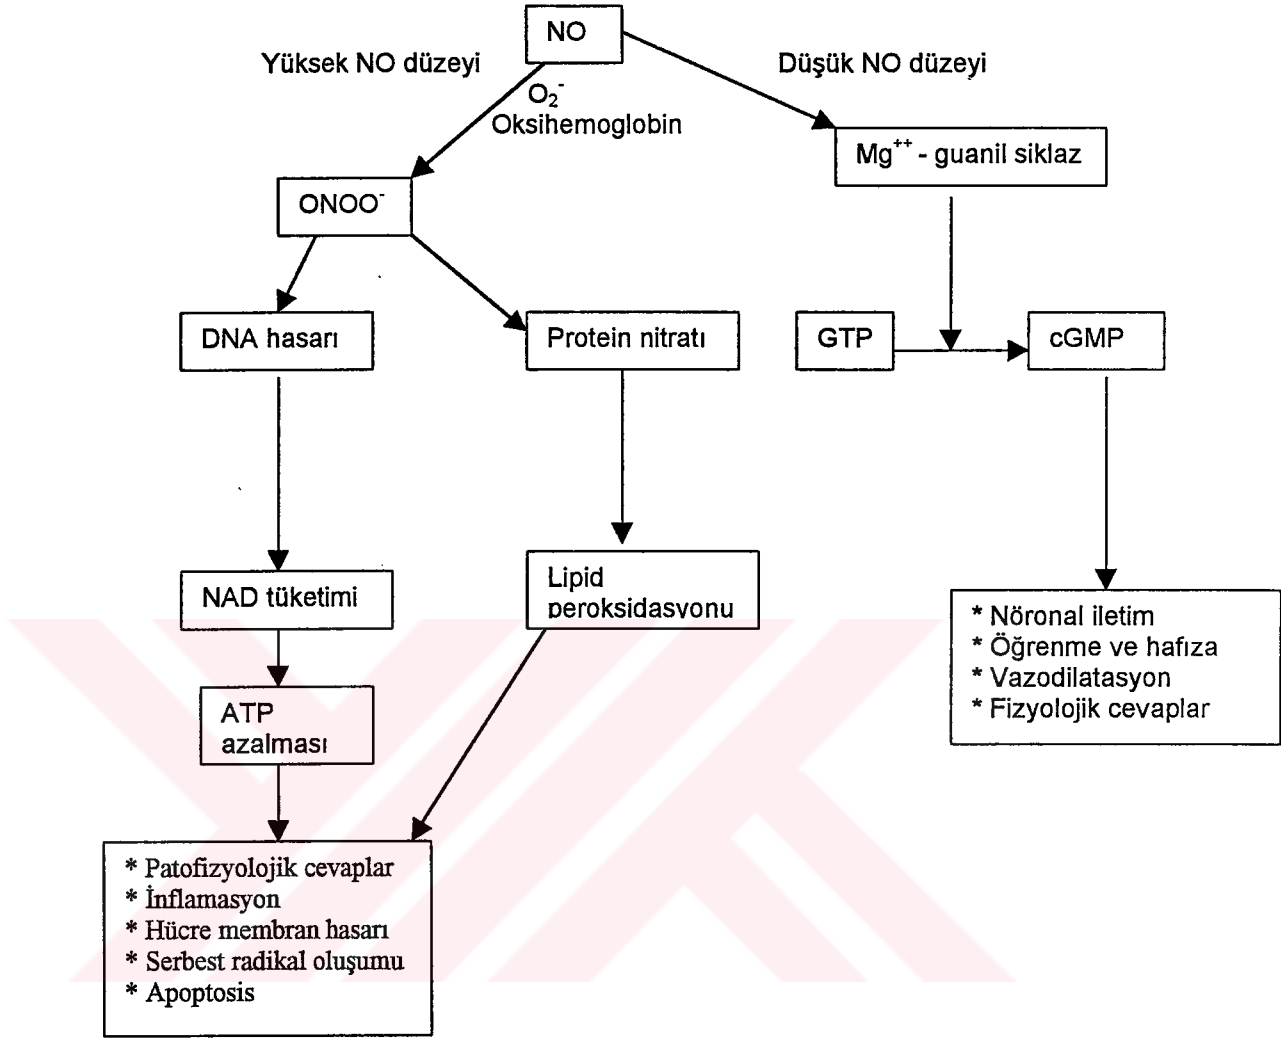 NO
Yüksek NO düzeyi
Düşük NO düzeyi
O₂⁻
Oksihemoglobin
Mg⁺⁺ - guanil siklaz
ONOO⁻
DNA hasarı
Protein nitratı
GTP
cGMP
NAD tüketimi
Lipid
peroksidasyonu
* Nöronal iletim
* Öğrenme ve hafıza
* Vazodilatasyon
* Fizyolojik cevaplar
ATP
azalması
* Patofizyolojik cevaplar
* İnflamasyon
* Hücre membran hasarı
* Serbest radikal oluşumu
* Apoptosis